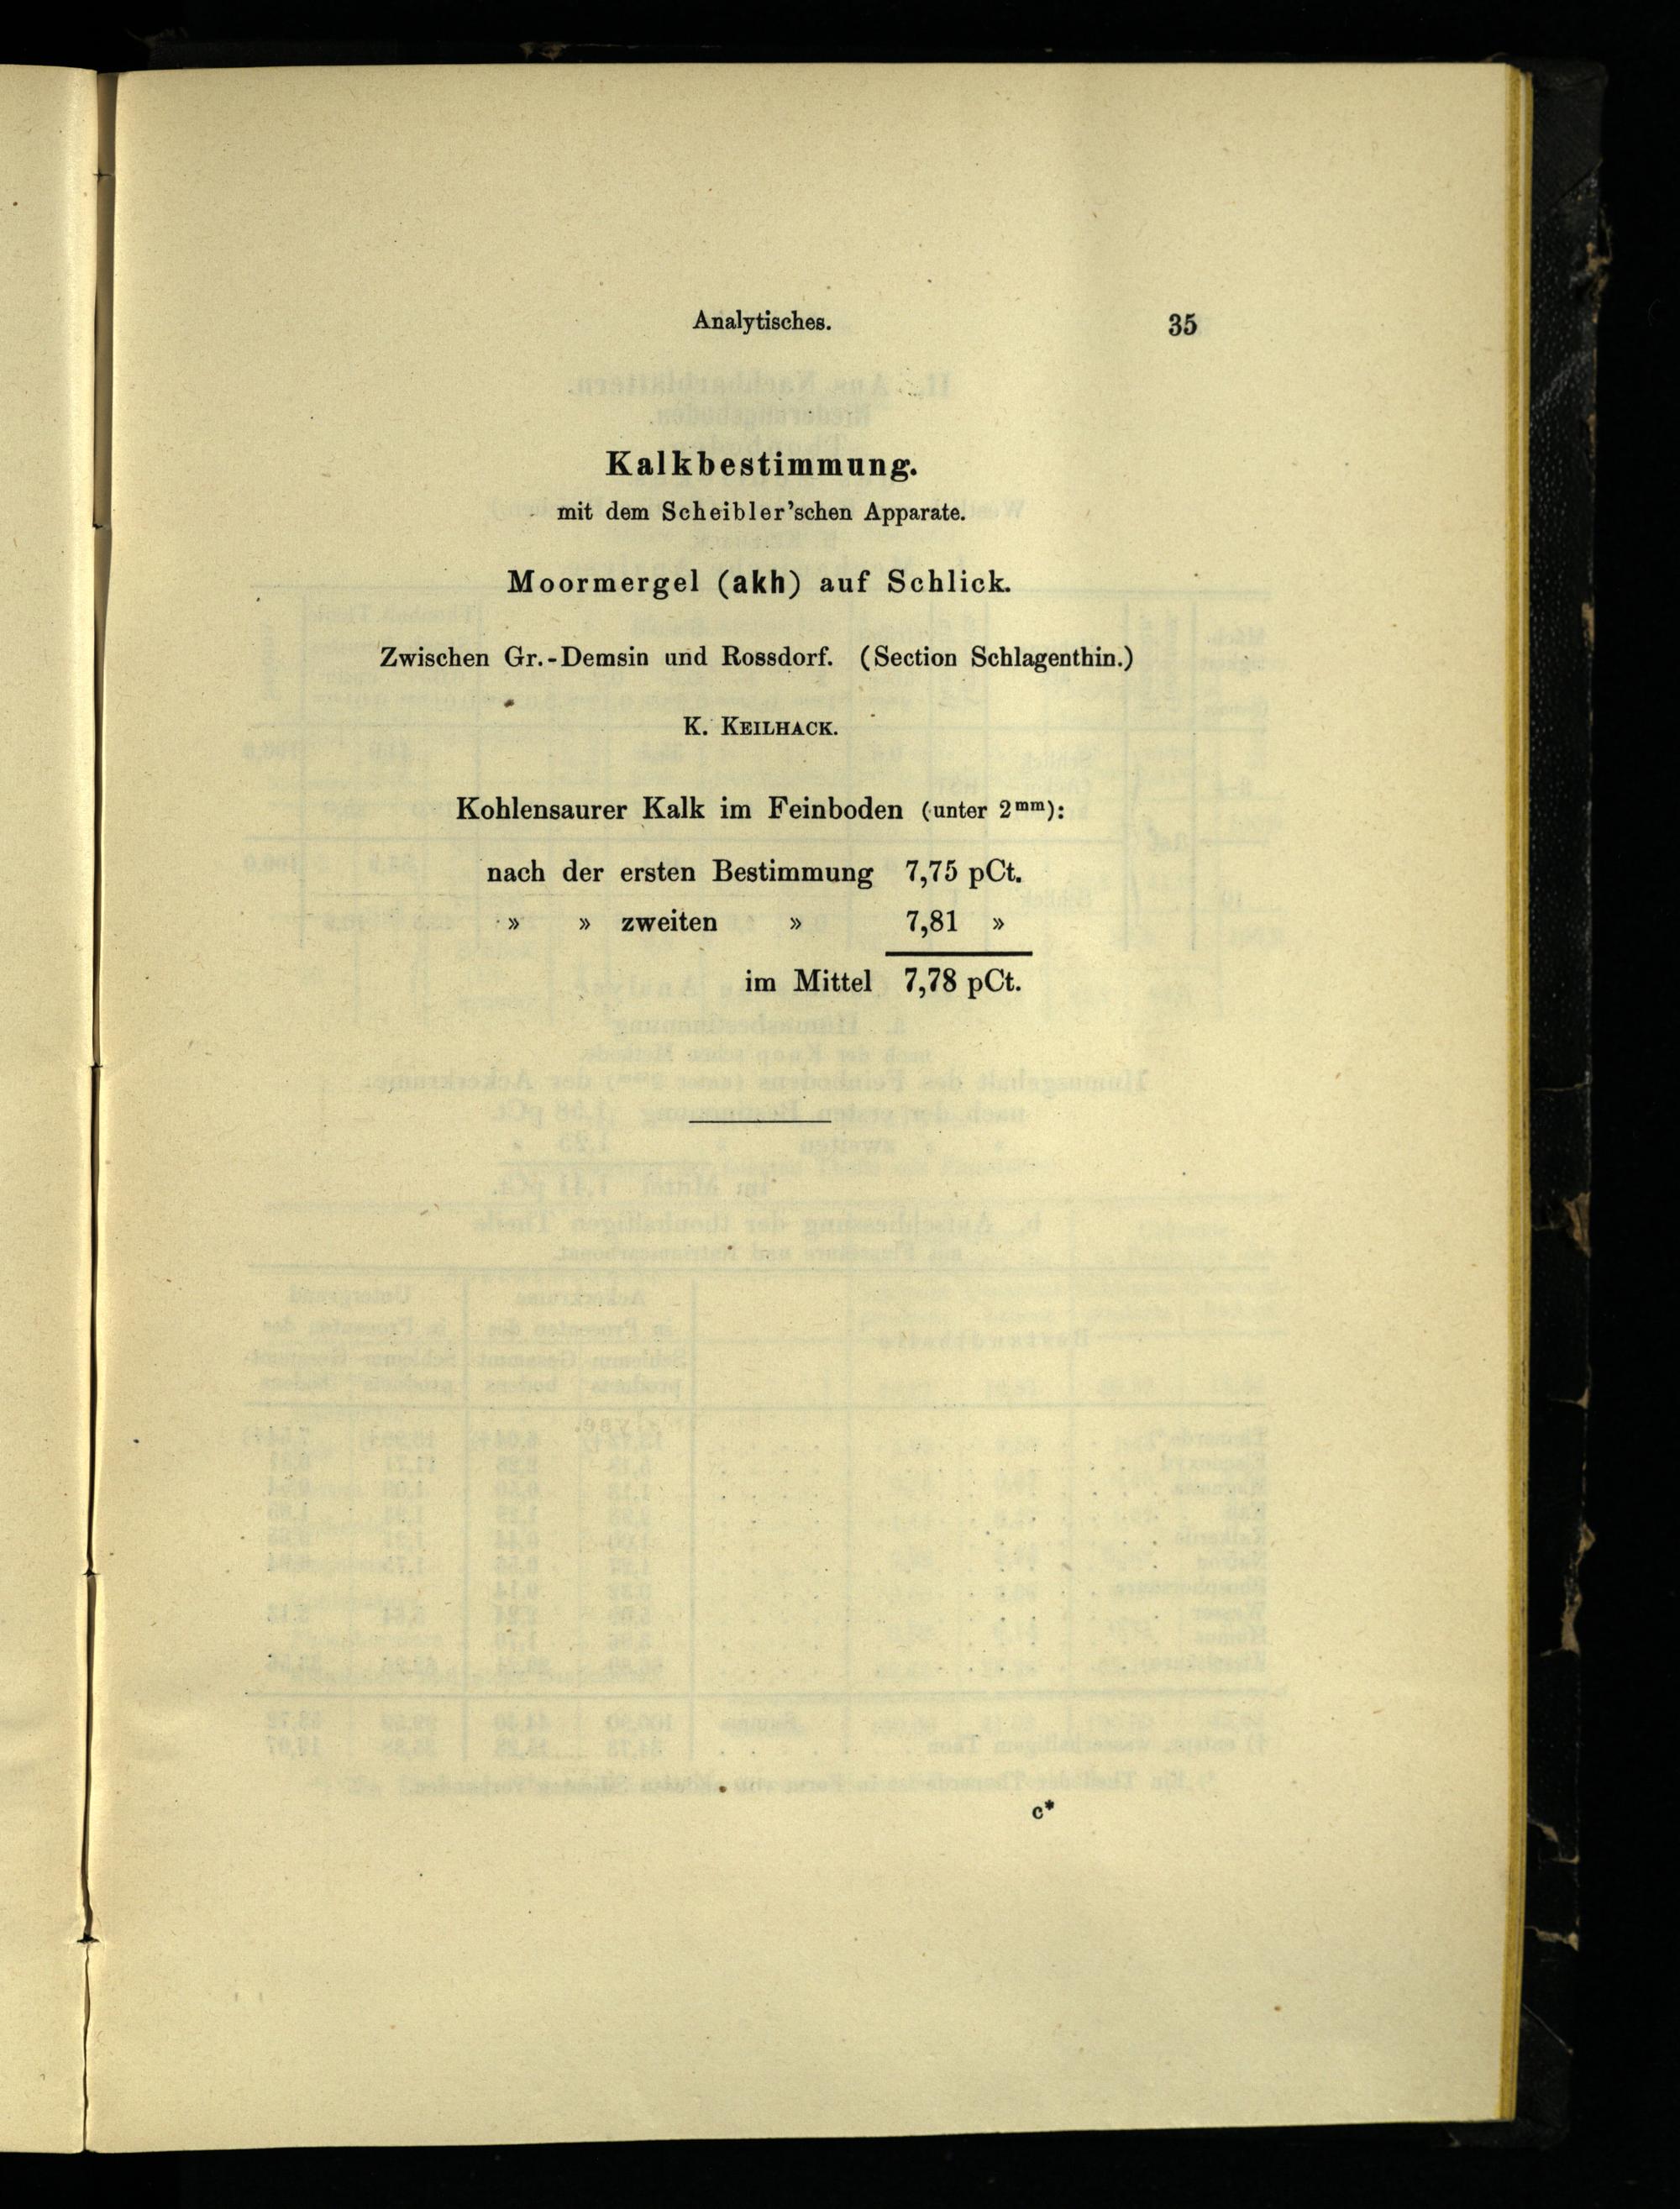 Analytisches. 35
Kalkbestimmung.
mit dem Scheibler’schen Apparate.
Moormergel (akh) auf Schlick.
Zwischen Gr.-Demsin und Rossdorf. (Section Schlagenthin.)
K. KEILHACK.
Kohlensaurer Kalk im Feinboden (unter 2mm):
nach der ersten Bestimmung 7,75 pCt.
» » zweiten » 7,81 »
im Mittel 7,78 pCt.
c*